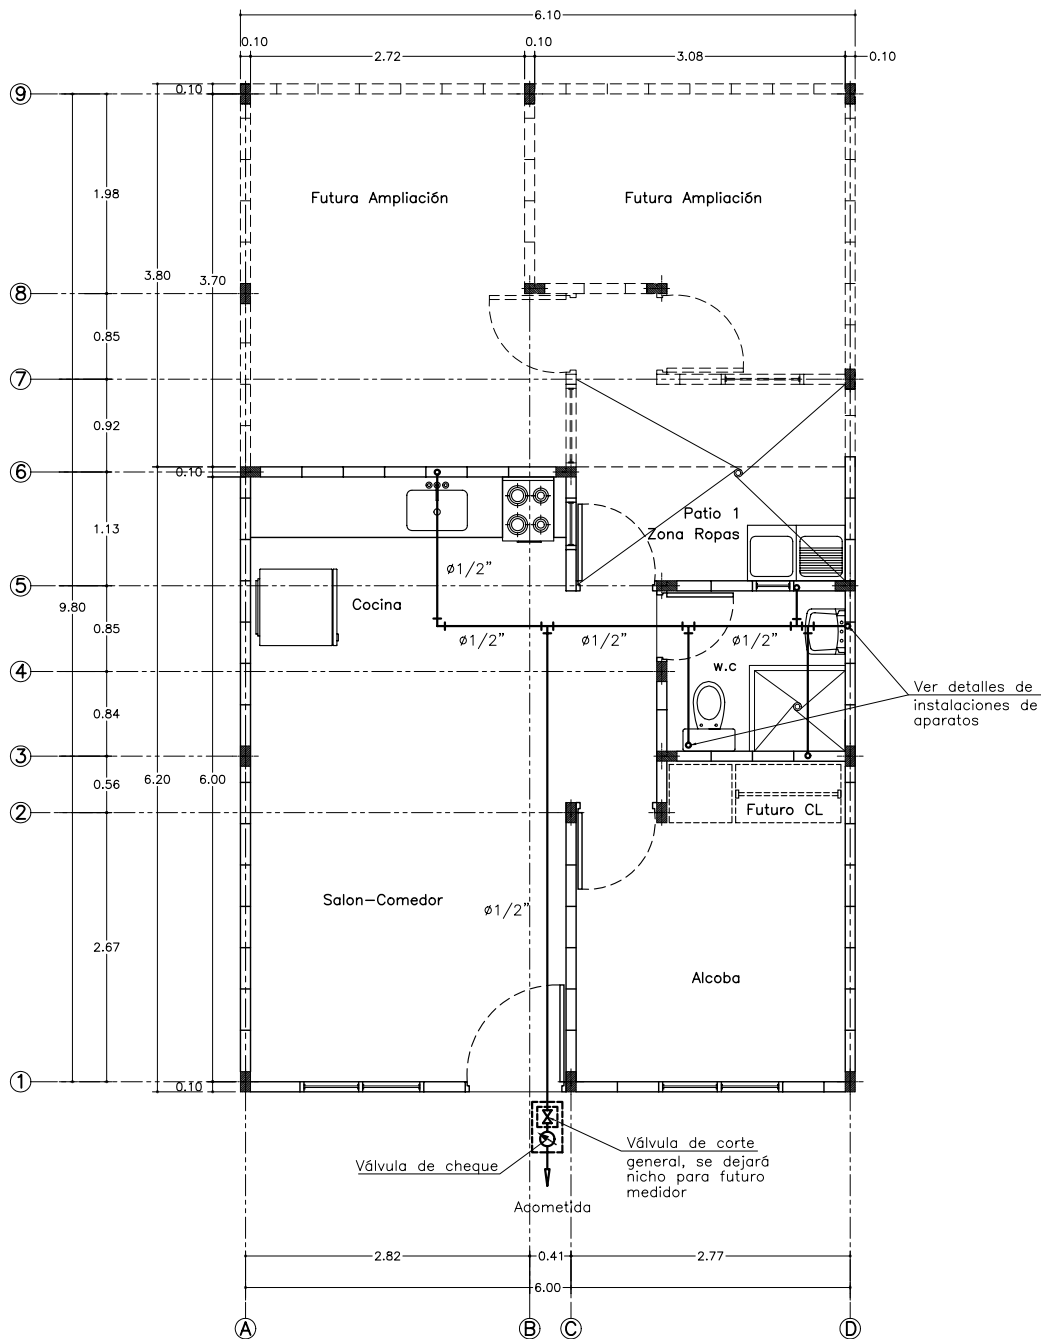 6.10
0.10
0.10
2.72
3.08
0.10
0.10
9
1.98
Futura Ampliación
Futura Ampliación
3.80
3.70
8
0.85
7
0.92
6
0.10
Patio 1
1.13
Zona Ropas
ø1/2"
5
9.80
Cocina
0.85
ø1/2"
ø1/2"
ø1/2"
4
w.c
Ver detalles de
instalaciones de
aparatos
0.84
3
6.20
6.00
0.56
2
Futuro CL
Salon-Comedor
ø1/2"
2.67
Alcoba
1
0.10
Válvula de corte
general, se dejará
nicho para futuro
medidor
Válvula de cheque
Acometida
2.82
0.41
2.77
6.00
A
B
C
D